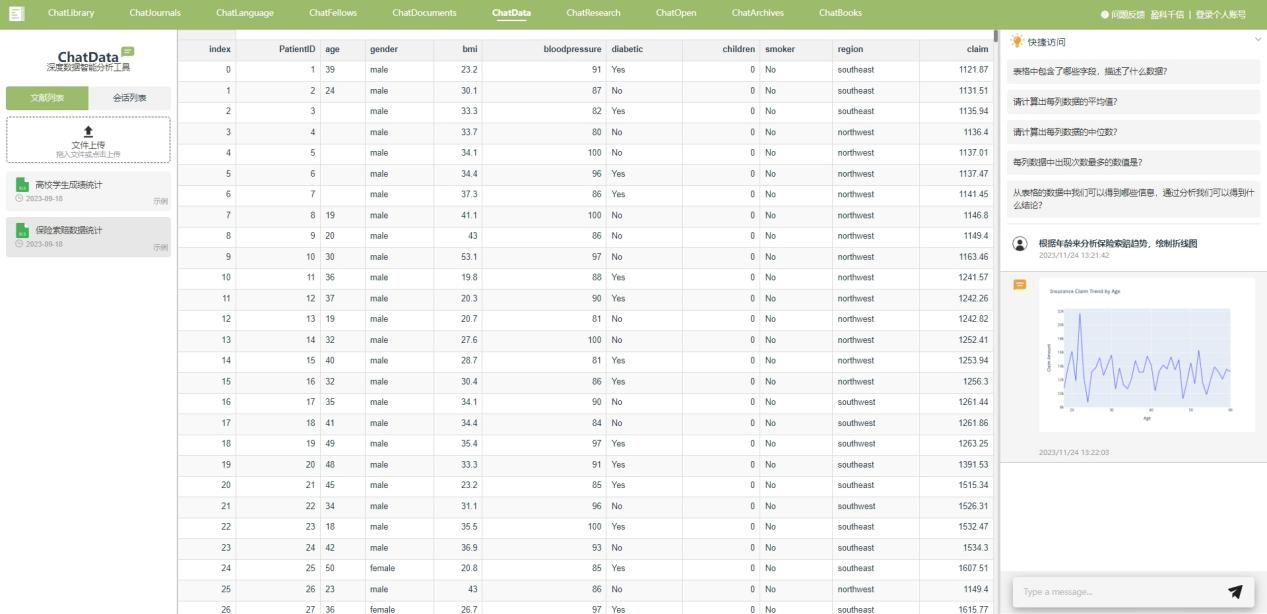 ChatLibrary ChatJournals ChatLanguage ChatFellows ChatDocuments ChatData ChatResearch ChatOpen ChatArchives ChatBooks 问题反馈 盈科千信 | 登录个人账号
ChatData
深度数据智能分析工具
文献列表 会话列表
文件上传
拖入文件或点击上传
高校学生成绩统计
2023-09-18 示例
保险索赔数据统计
2023-09-18 示例
index PatientID age gender bmi bloodpressure diabetic children smoker region claim
0 1 39 male 23.2 91 Yes 0 No southeast 1121.87
1 2 24 male 30.1 87 No 0 No southeast 1131.51
2 3 male 33.3 82 Yes 0 No southeast 1135.94
3 4 male 33.7 80 No 0 No northwest 1136.4
4 5 male 34.1 100 No 0 No northwest 1137.01
5 6 male 34.4 96 Yes 0 No northwest 1137.47
6 7 male 37.3 86 Yes 0 No northwest 1141.45
7 8 19 male 41.1 100 No 0 No northwest 1146.8
8 9 20 male 43 86 No 0 No northwest 1149.4
9 10 30 male 53.1 97 No 0 No northwest 1163.46
10 11 36 male 19.8 88 Yes 0 No northwest 1241.57
11 12 37 male 20.3 90 Yes 0 No northwest 1242.26
12 13 19 male 20.7 81 No 0 No northwest 1242.82
13 14 32 male 27.6 100 No 0 No northwest 1252.41
14 15 40 male 28.7 81 Yes 0 No northwest 1253.94
15 16 32 male 30.4 86 Yes 0 No northwest 1256.3
16 17 35 male 34.1 90 No 0 No southwest 1261.44
17 18 41 male 34.4 84 No 0 No southwest 1261.86
18 19 49 male 35.4 97 Yes 0 No southwest 1263.25
19 20 48 male 33.3 91 Yes 0 No southeast 1391.53
20 21 45 male 23.2 85 Yes 0 No southeast 1515.34
21 22 34 male 31.1 96 No 0 No southwest 1526.31
22 23 18 male 35.5 100 Yes 0 No southeast 1532.47
23 24 42 male 36.9 93 No 0 No southeast 1534.3
24 25 50 female 20.8 85 Yes 0 No southeast 1607.51
25 26 23 male 43 86 No 0 No northwest 1149.4
26 27 36 female 26.7 97 Yes 0 No southeast 1615.77
快捷访问
表格中包含了哪些字段，描述了什么数据?
请计算出每列数据的平均值?
请计算出每列数据的中位数?
每列数据中出现次数最多的数值是?
从表格的数据中我们可以得到哪些信息，通过分析我们可以得到什
么结论?
根据年龄来分析保险索赔趋势，绘制折线图
2023/11/24 13:21:42
Insurance Claim Trend by Age
Claim Amount
20 30 40 50 60
Age
2023/11/24 13:22:03
Type a message...